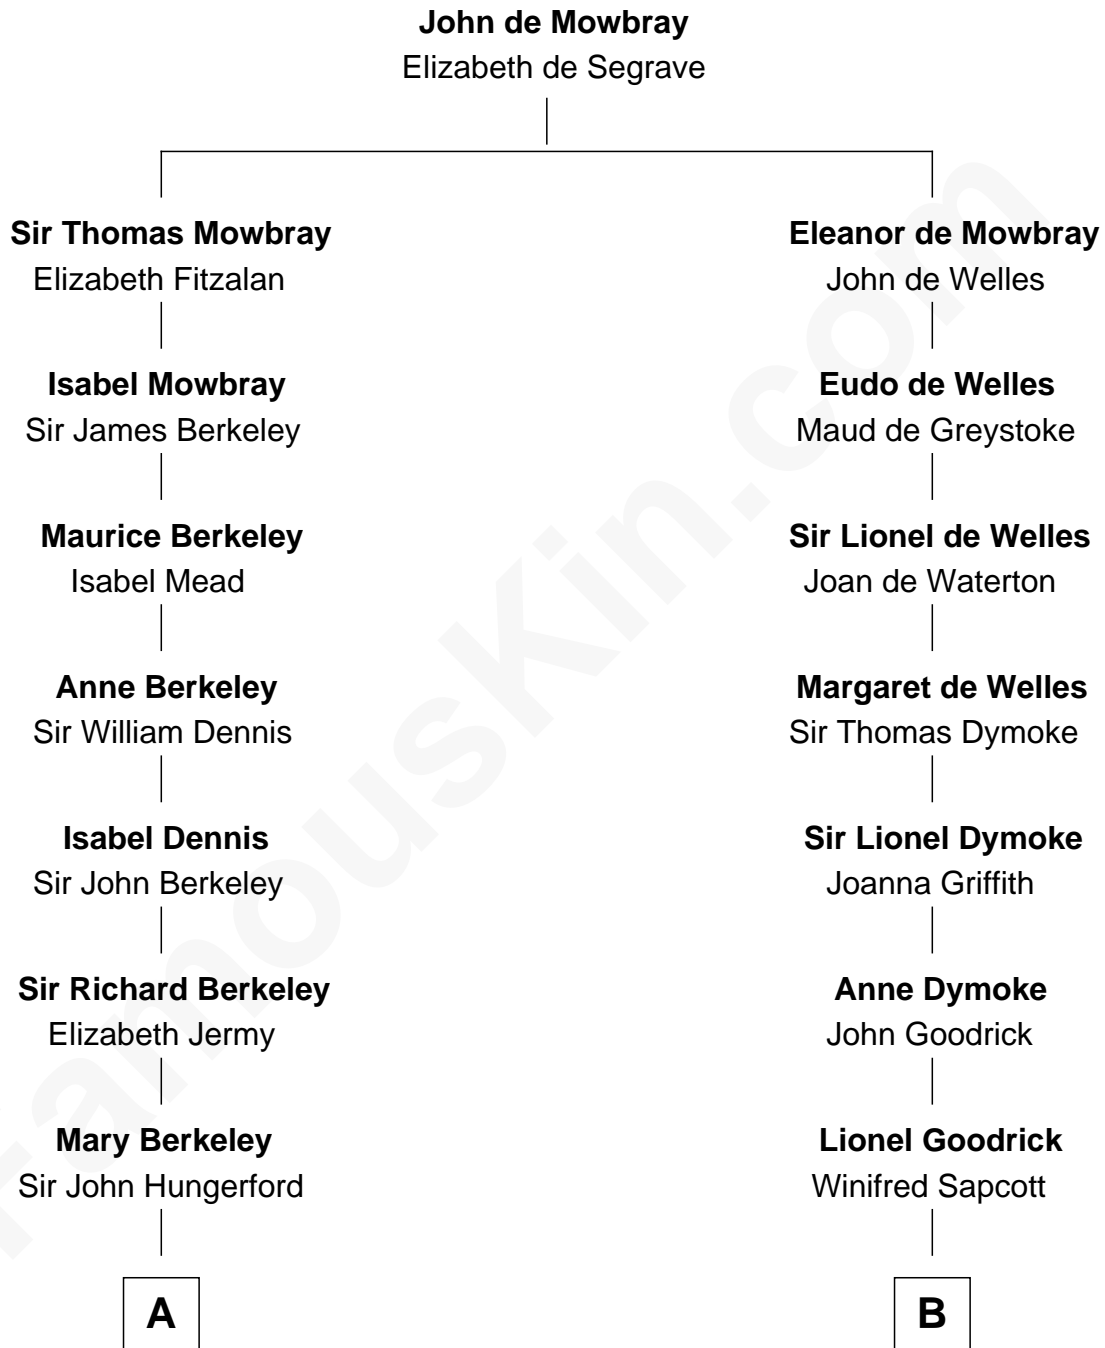 John de Mowbray
Elizabeth de Segrave
Sir Thomas Mowbray
Elizabeth Fitzalan
Isabel Mowbray
Sir James Berkeley
Maurice Berkeley
Isabel Mead
Anne Berkeley
Sir William Dennis
Isabel Dennis
Sir John Berkeley
Sir Richard Berkeley
Elizabeth Jermy
Mary Berkeley
Sir John Hungerford
A
Eleanor de Mowbray
John de Welles
Eudo de Welles
Maud de Greystoke
Sir Lionel de Welles
Joan de Waterton
Margaret de Welles
Sir Thomas Dymoke
Sir Lionel Dymoke
Joanna Griffith
Anne Dymoke
John Goodrick
Lionel Goodrick
Winifred Sapcott
B
FamousKin.com